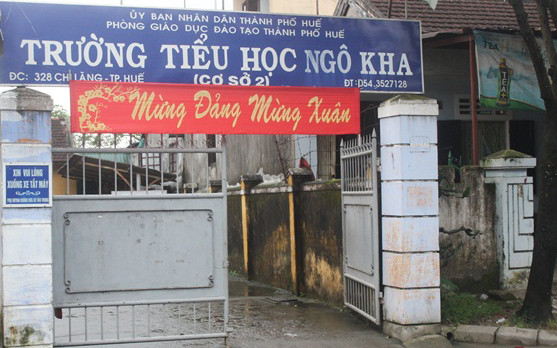 ỦY BAN NHÂN DÂN THÀNH PHỐ HUẾ
PHÒNG GIÁO DỤC ĐÀO TẠO THÀNH PHỐ HUẾ
TRƯỜNG TIỂU HỌC NGÔ KHA
(CƠ SỞ 2)
ĐC: 328 CHI LĂNG -TP.HUẾ
ĐT:054.3527128
Mừng Đảng Mừng Xuân
XIN VUI LÒNG
XUỐNG XE TẮT MÁY